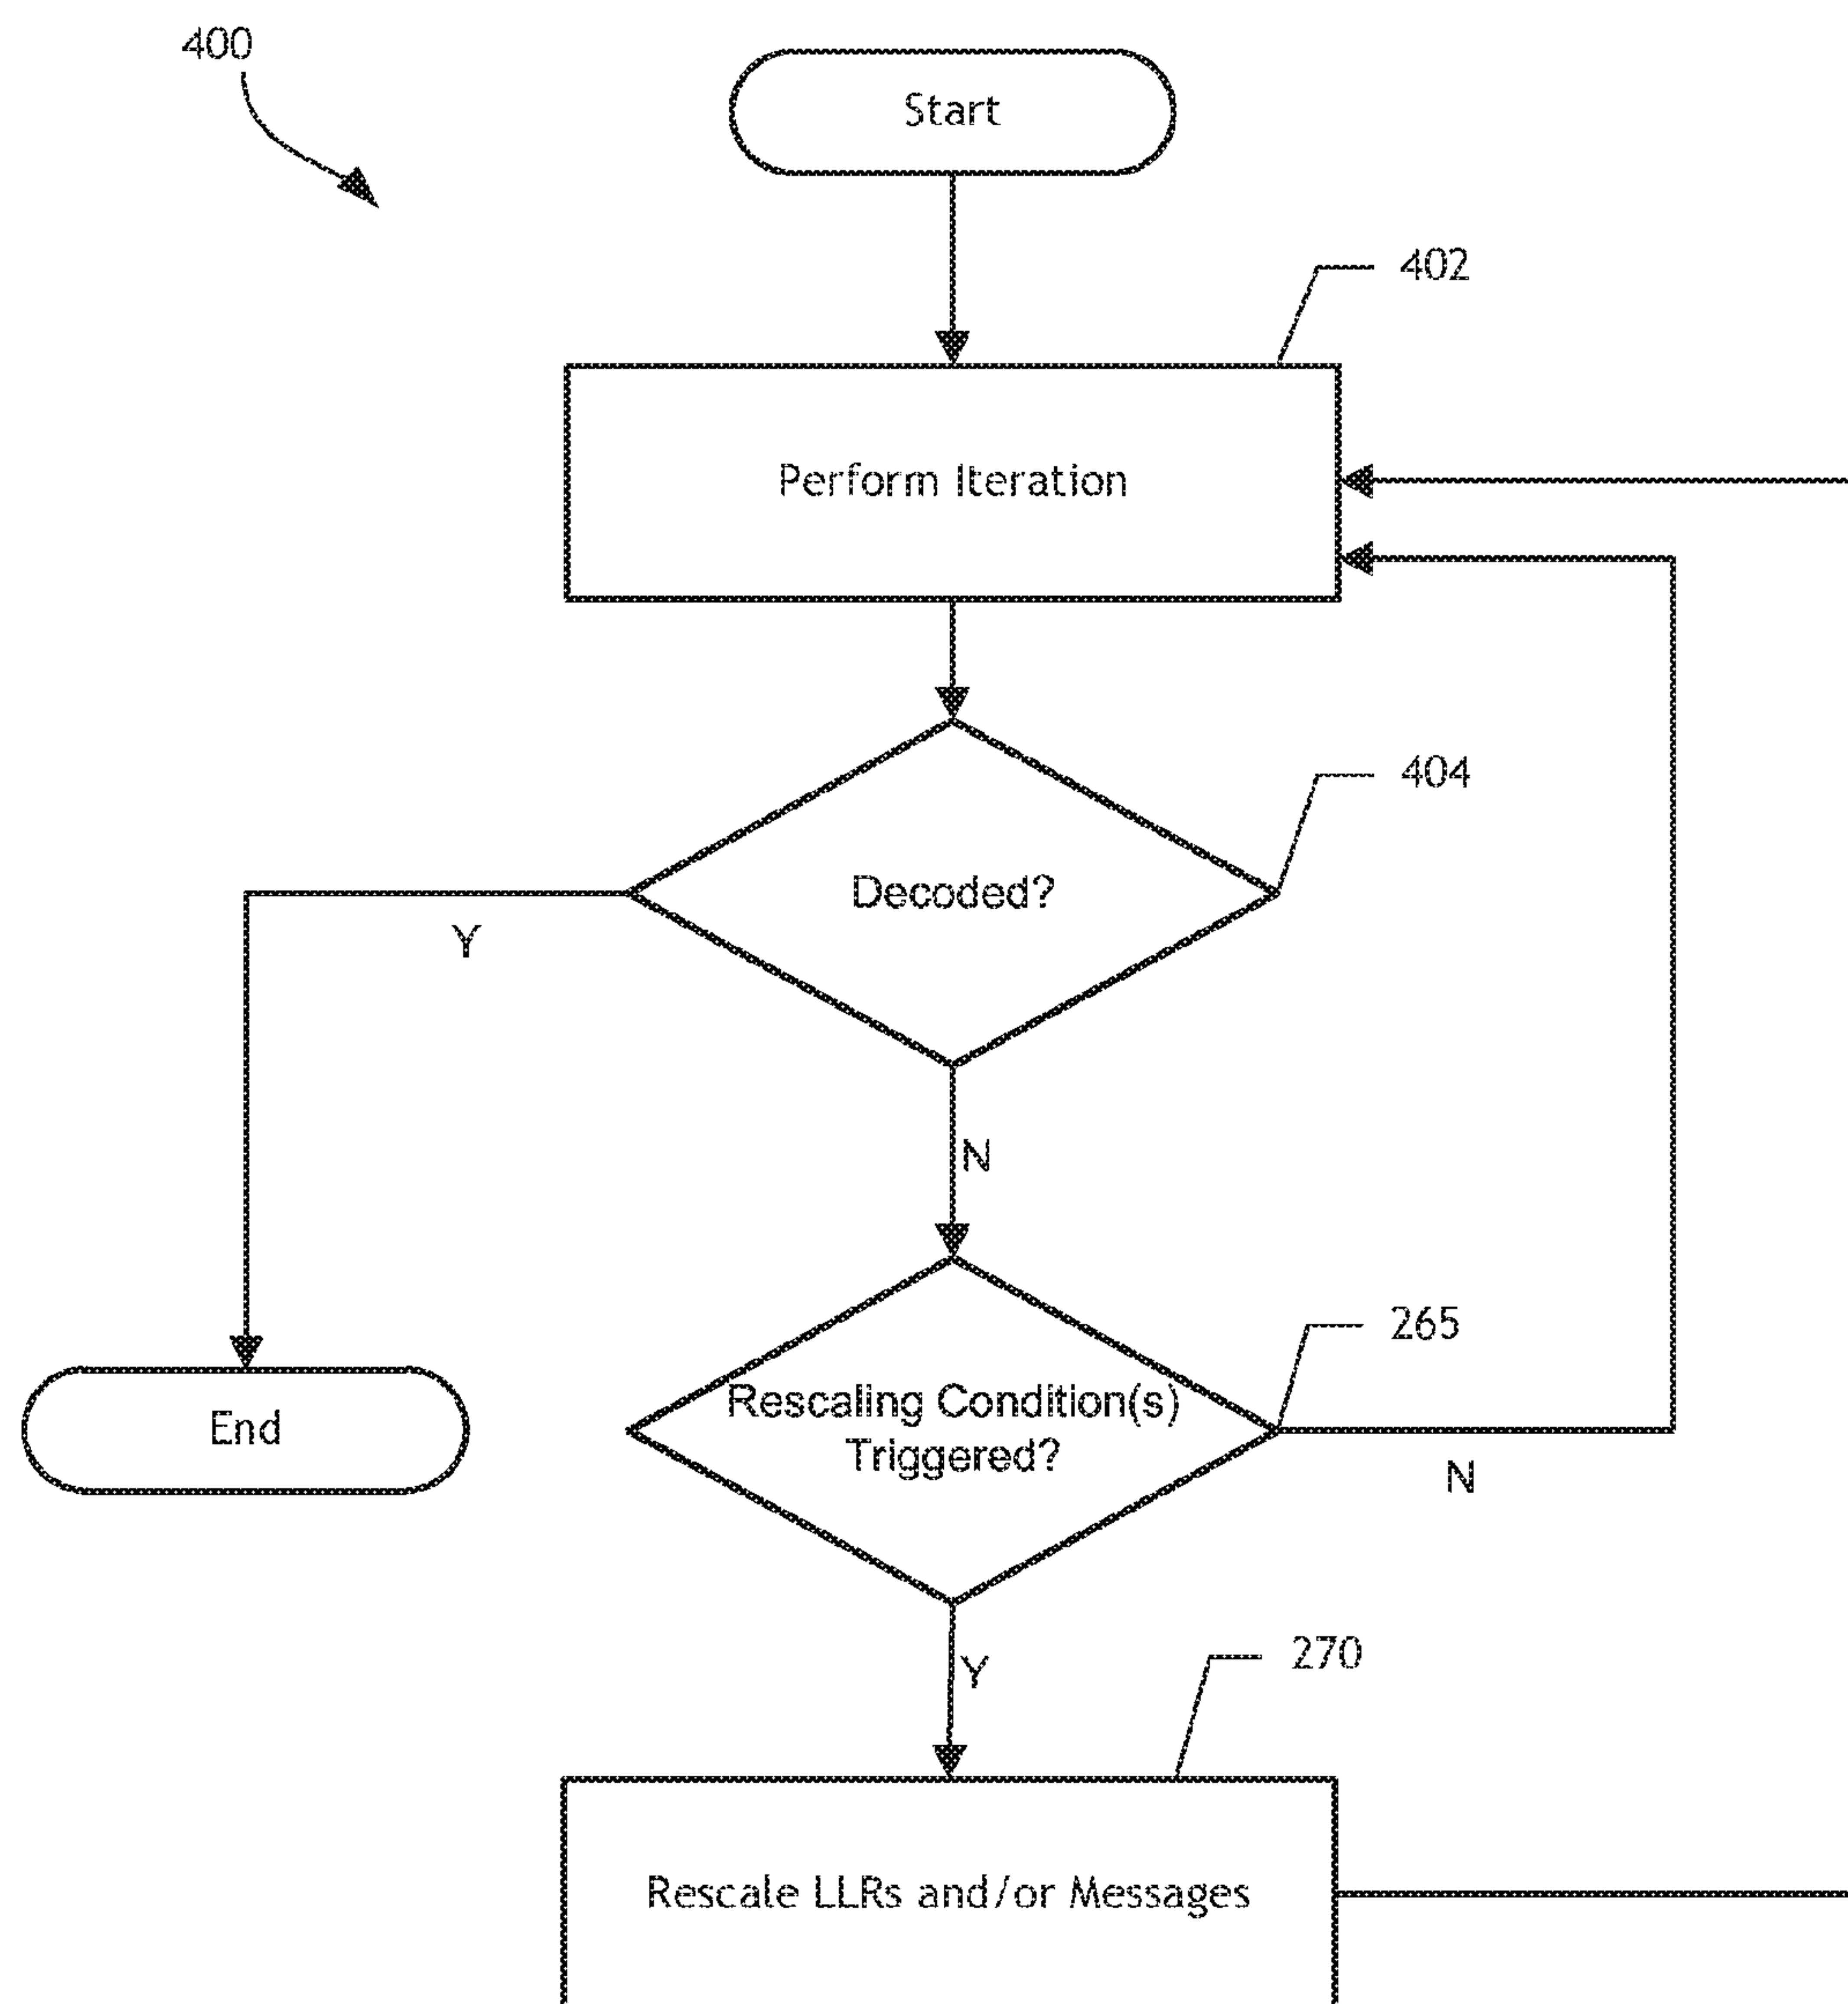 400
Start
402
Perform Iteration
404
Decoded?
Y
N
265
Rescaling Condition(s)
Triggered?
End
N
Y
270
Rescale LLRs and/or Messages